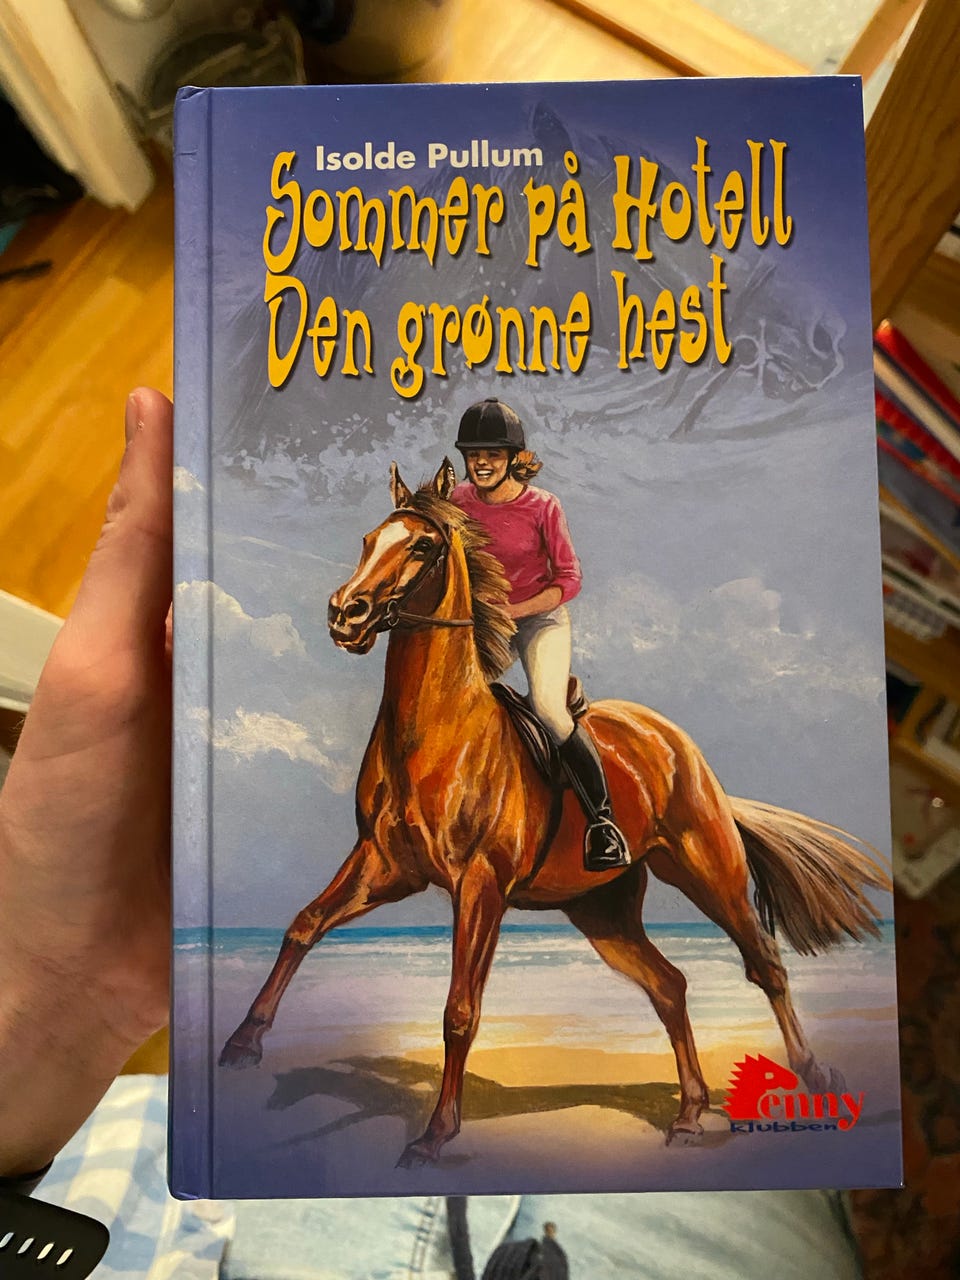 Isolde Pullum
Sommer på Hotell
Den grønne hest
Penny
klubben